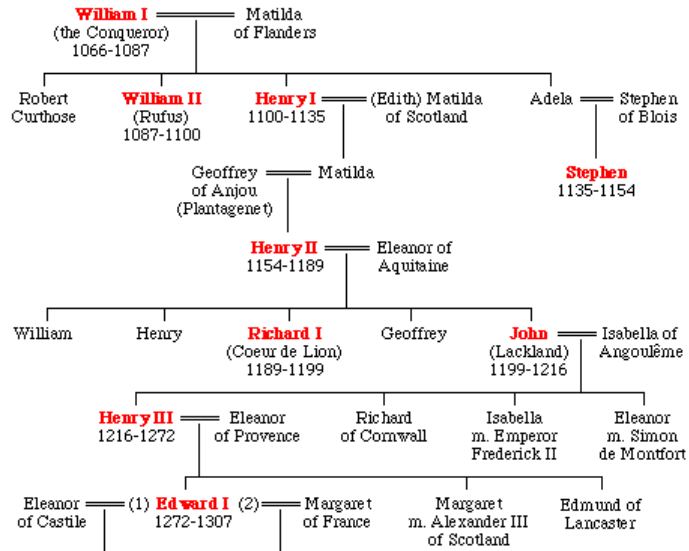 William I
(the Conqueror)
1066-1087
Matilda
of Flanders
Robert
Curthose
William II
(Rufus)
1087-1100
Henry I
1100-1135
(Edith) Matilda
of Scotland
Adela
Stephen
of Blois
Geoffrey
of Anjou
(Plantagenet)
Matilda
Stephen
1135-1154
Henry II
1154-1189
Eleanor of
Aquitaine
William
Henry
Richard I
(Coeur de Lion)
1189-1199
Geoffrey
John
(Lackland)
1199-1216
Isabella of
Angoulême
Henry III
1216-1272
Eleanor
of Provence
Richard
of Cornwall
Isabella
m. Emperor
Frederick II
Eleanor
m. Simon
de Montfort
Eleanor
of Castile
(1) Edward I (2)
1272-1307
Margaret
of France
Margaret
m. Alexander III
of Scotland
Edmund of
Lancaster